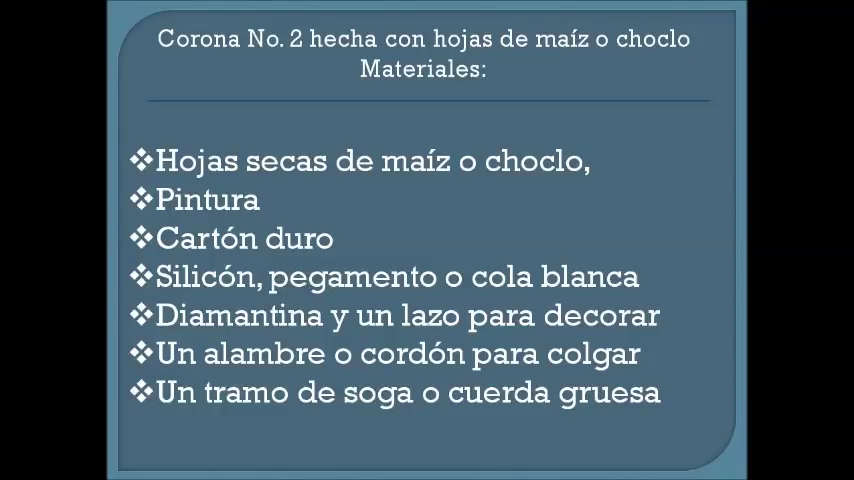 Corona No. 2 hecha con hojas de maíz o choclo
Materiales:
❖Hojas secas de maíz o choclo,
❖Pintura
❖Cartón duro
❖Silicón, pegamento o cola blanca
❖Diamantina y un lazo para decorar
❖Un alambre o cordón para colgar
❖Un tramo de soga o cuerda gruesa